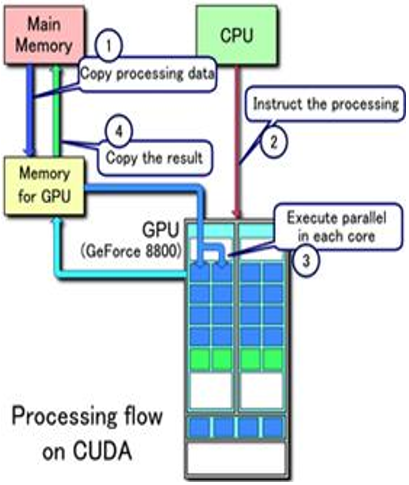 Main
Memory
1
Copy processing data
CPU
Instruct the processing
2
4
Copy the result
Memory
for GPU
GPU
(GeForce 8800)
Execute parallel
in each core
3
Processing flow
on CUDA